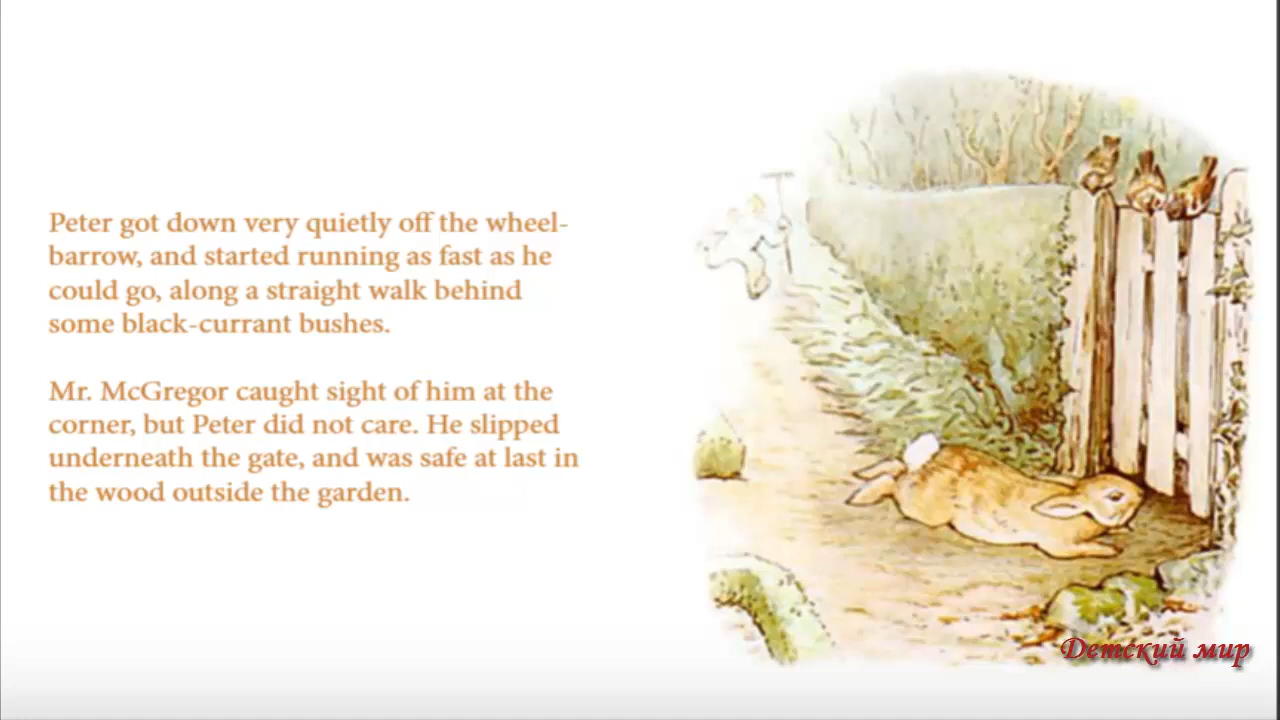 Peter got down very quietly off the wheel-
barrow, and started running as fast as he
could go, along a straight walk behind
some black-currant bushes.
Mr. McGregor caught sight of him at the
corner, but Peter did not care. He slipped
underneath the gate, and was safe at last in
the wood outside the garden.
Детский мир